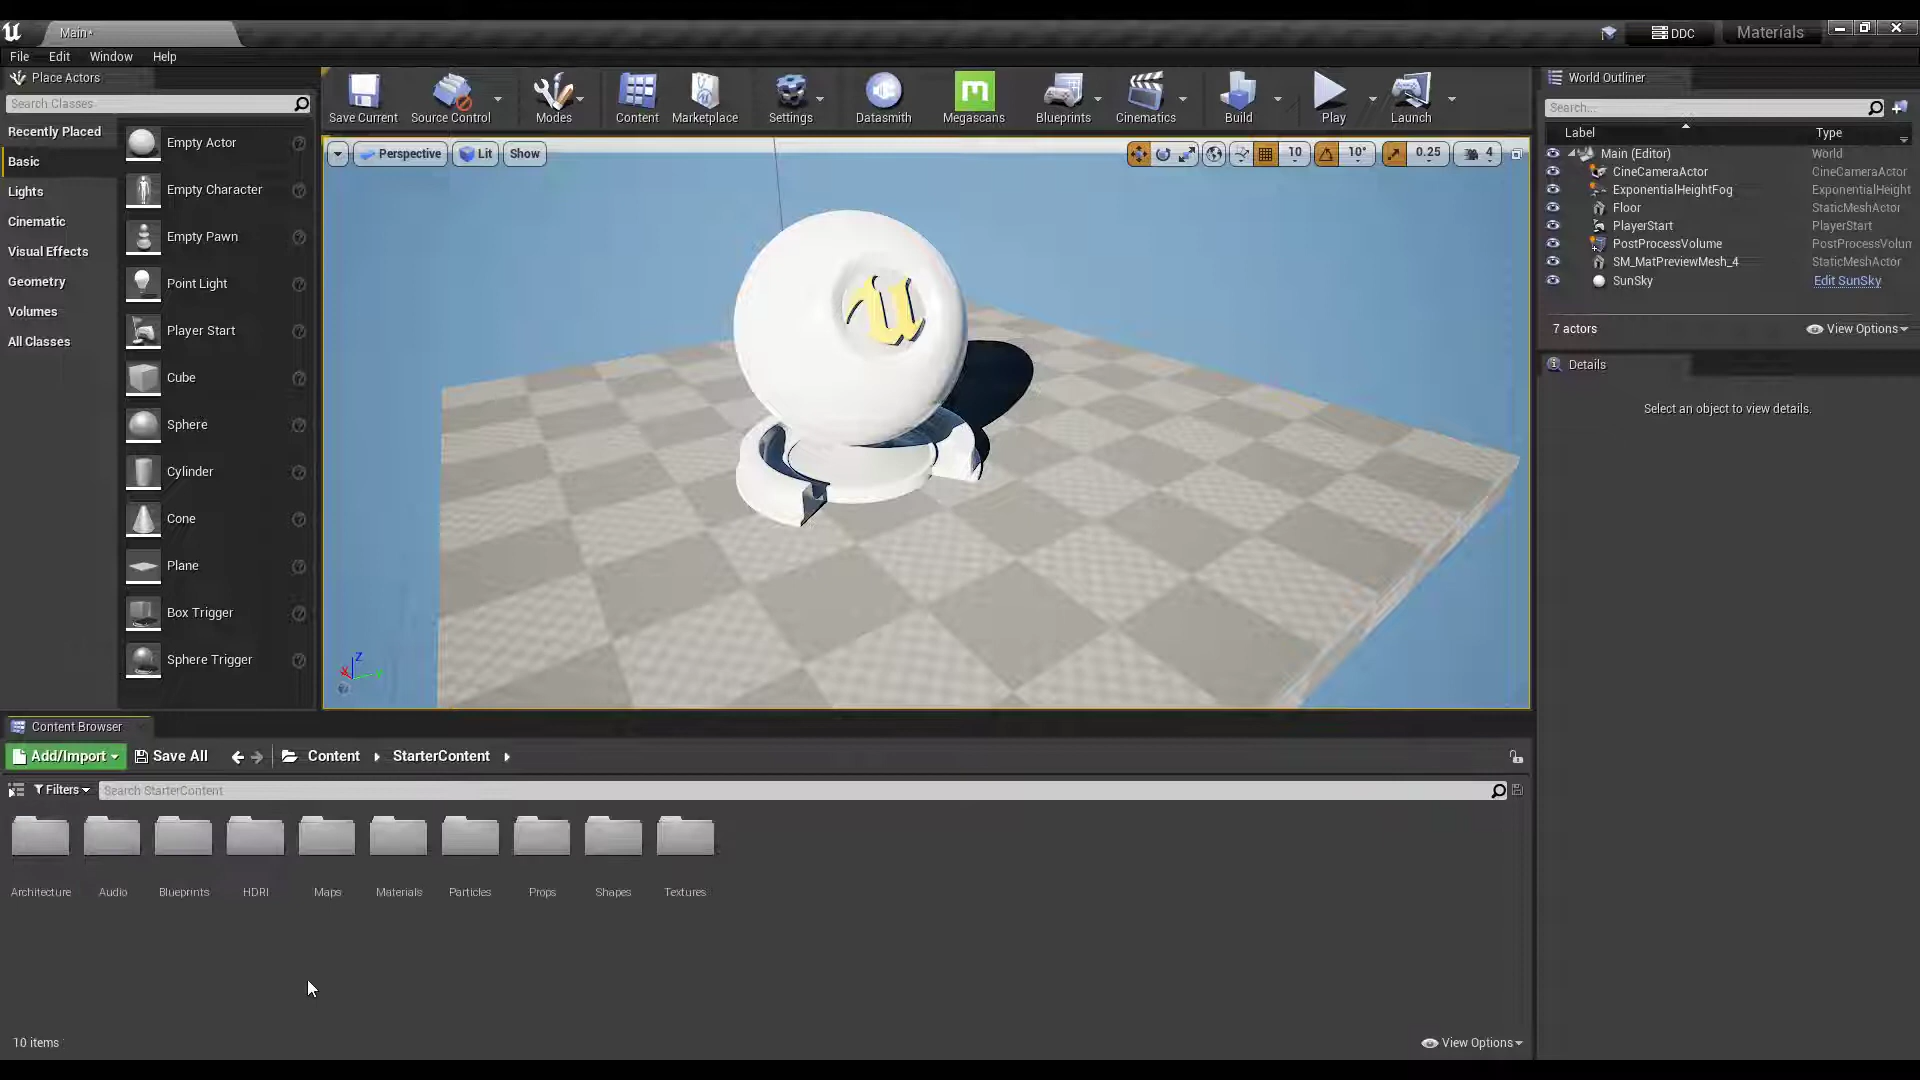 Main*
DDC
Materials
File Edit Window Help
Place Actors
Search Classes
Recently Placed
Basic
Lights
Cinematic
Visual Effects
Geometry
Volumes
All Classes
Empty Actor
Empty Character
Empty Pawn
Point Light
Player Start
Cube
Sphere
Cylinder
Cone
Plane
Box Trigger
Sphere Trigger
Save Current Source Control Modes Content Marketplace Settings Datasmith Megascans Blueprints Cinematics Build Play Launch
Perspective Lit Show 10 10° 0.25 4
Z
World Outliner
Search...
Label Type
Main (Editor) World
CineCameraActor CineCameraActor
ExponentialHeightFog ExponentialHeight
Floor StaticMeshActor
PlayerStart PlayerStart
PostProcessVolume PostProcessVolum
SM_MatPreviewMesh_4 StaticMeshActor
SunSky Edit SunSky
7 actors View Options
Details
Select an object to view details.
Content Browser
Add/Import Save All Content StarterContent
Filters Search StarterContent
Architecture Audio Blueprints HDRI Maps Materials Particles Props Shapes Textures
10 items View Options